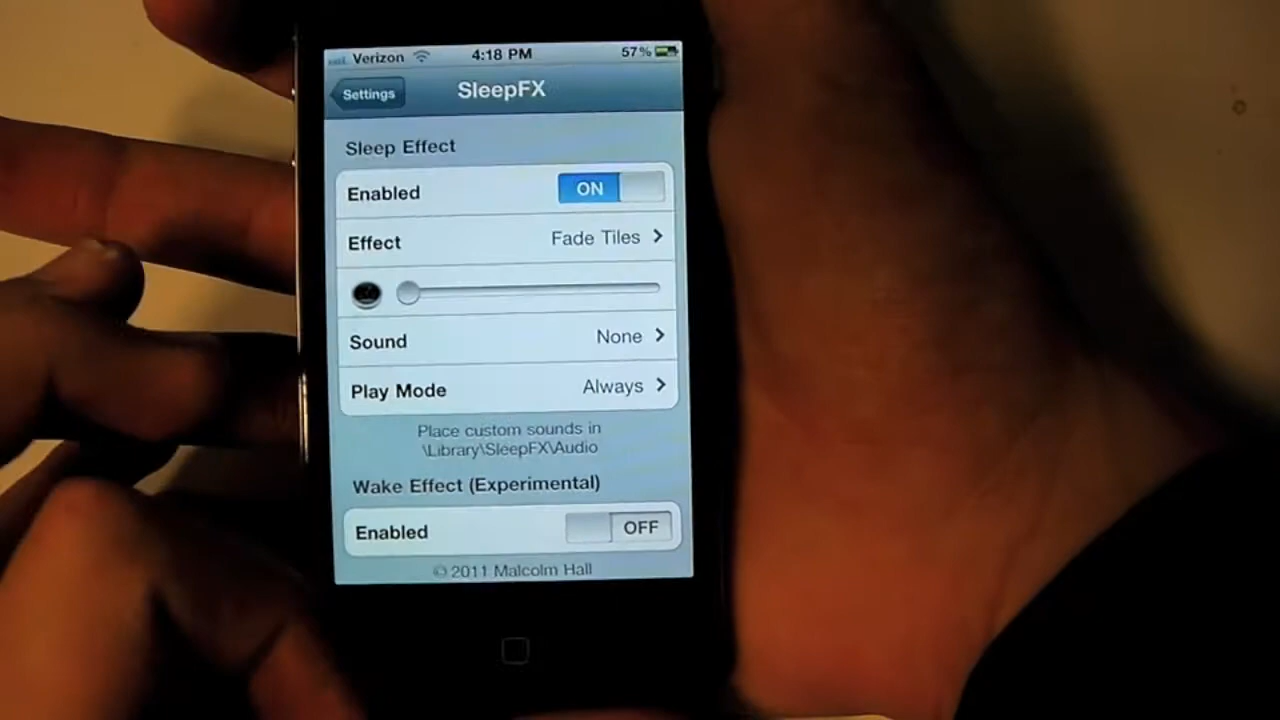 Verizon 4:18 PM 57%
Settings SleepFX
Sleep Effect
Enabled ON
Effect Fade Tiles
Sound None
Play Mode Always
Place custom sounds in
\Library\SleepFX\Audio
Wake Effect (Experimental)
Enabled OFF
© 2011 Malcolm Hall